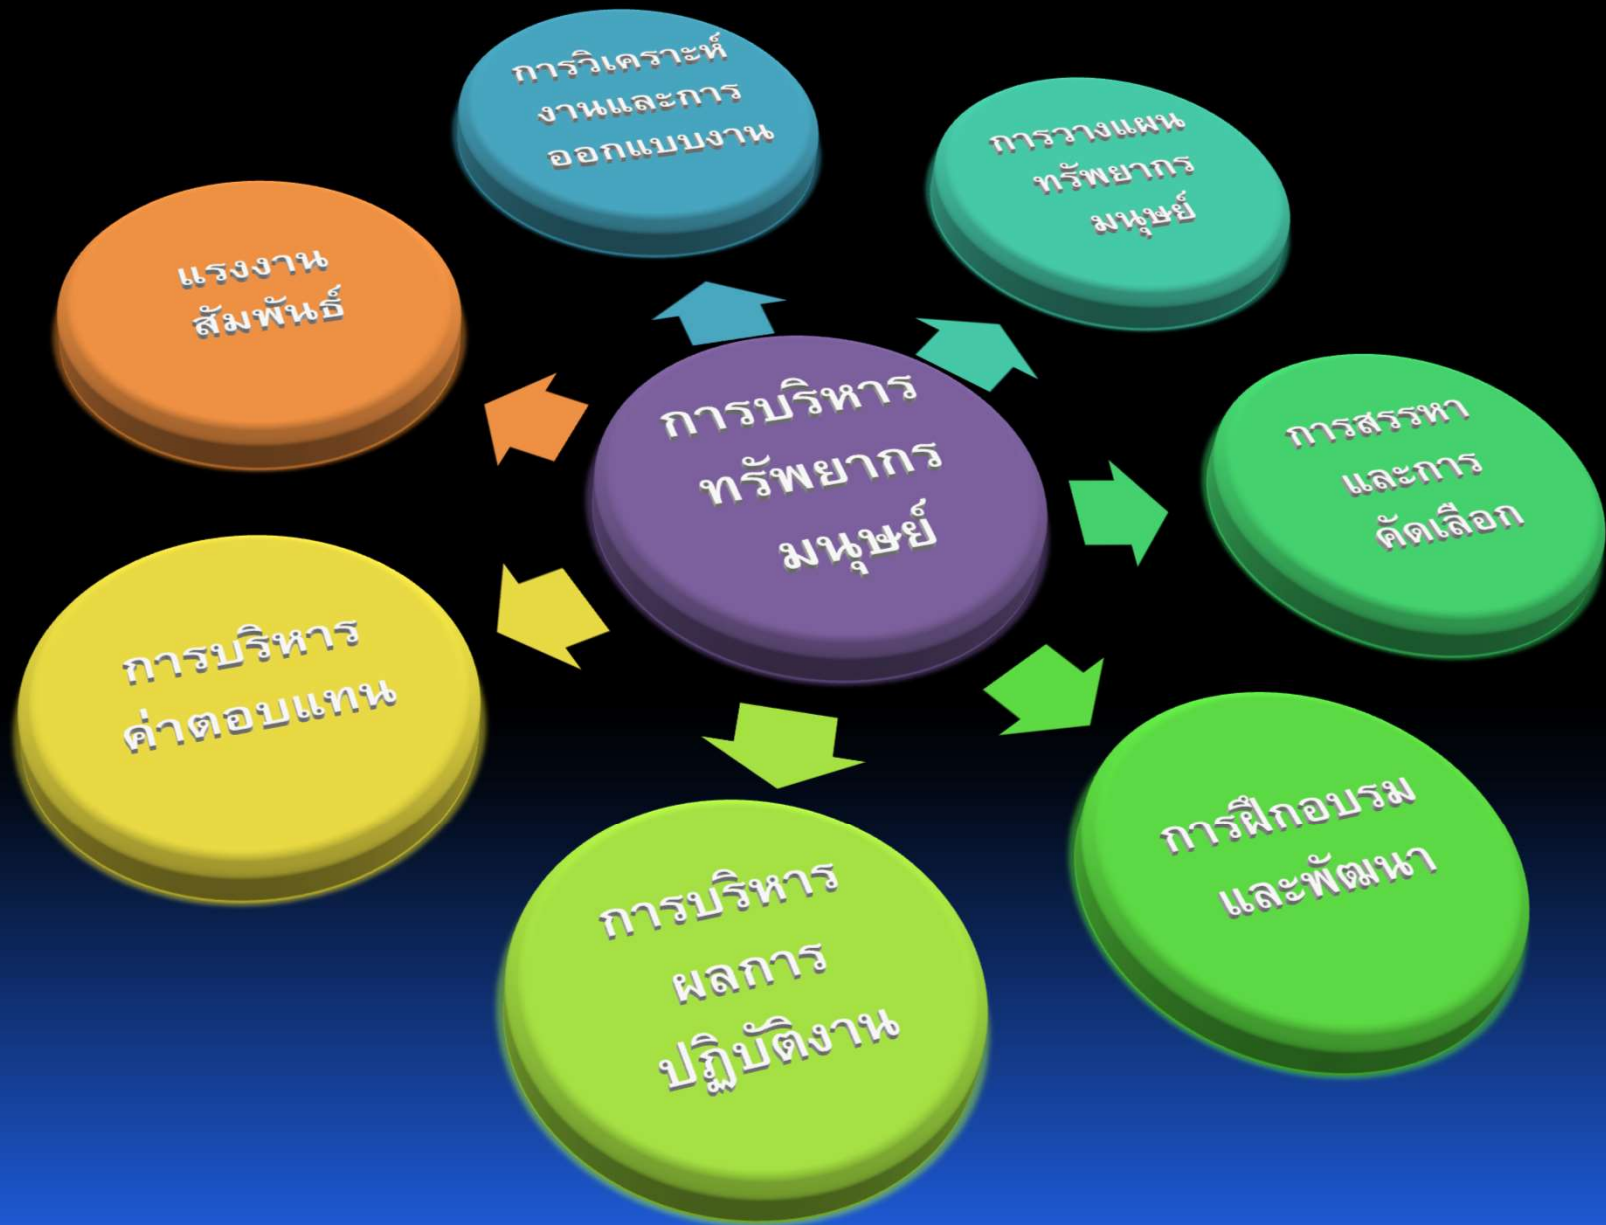 การวิเคราะห์
งานและการ
ออกแบบงาน
การวางแผน
ทรัพยากร
มนุษย์
แรงงาน
สัมพันธ์
การบริหาร
ทรัพยากร
มนุษย์
การสรรหา
และการ
คัดเลือก
การบริหาร
ค่าตอบแทน
การฝึกอบรม
และพัฒนา
การบริหาร
ผลการ
ปฏิบัติงาน